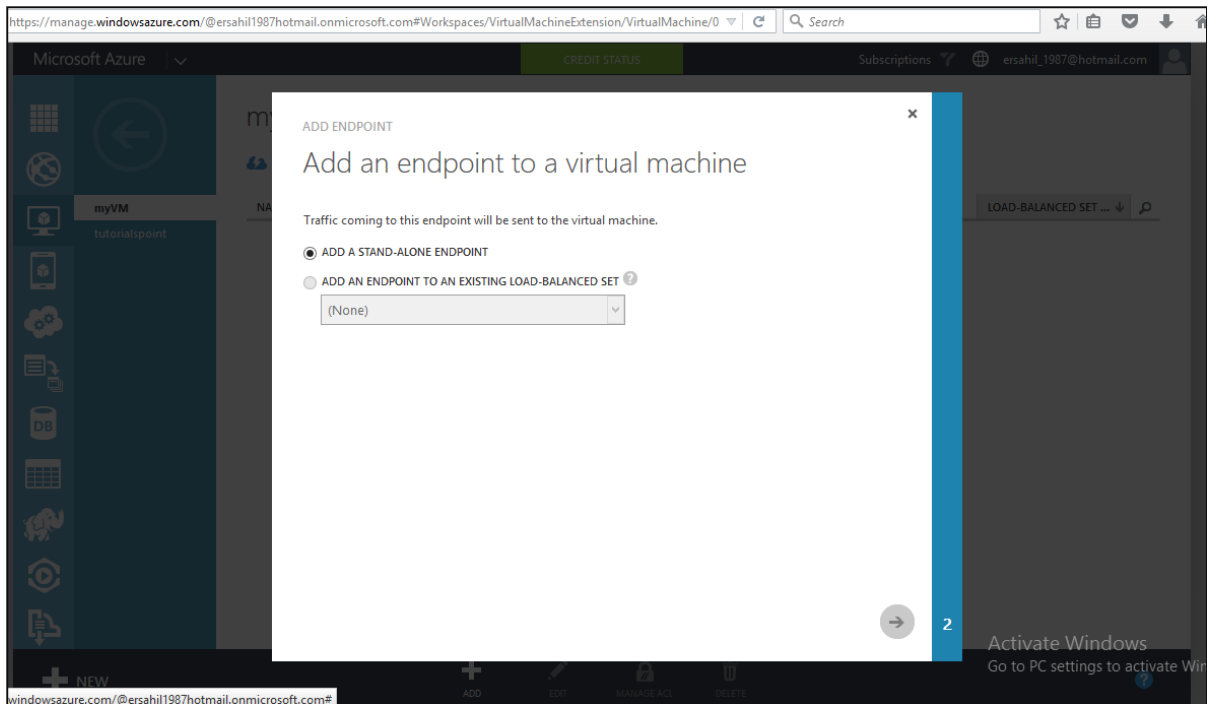 https://manage.windowsazure.com/@ersahil1987hotmail.onmicrosoft.com#Workspaces/VirtualMachineExtension/VirtualMachine/0
Search
Microsoft Azure
CREDIT STATUS
Subscriptions
ersahil_1987@hotmail.com
my
ADD ENDPOINT
Add an endpoint to a virtual machine
myVM
tutorialspoint
NA
LOAD-BALANCED SET ...
Traffic coming to this endpoint will be sent to the virtual machine.
ADD A STAND-ALONE ENDPOINT
ADD AN ENDPOINT TO AN EXISTING LOAD-BALANCED SET ?
(None)
DB
2
Activate Windows
Go to PC settings to activate Win
NEW
ADD
EDIT
MANAGE ACL
DELETE
?
windowsazure.com/@ersahil1987hotmail.onmicrosoft.com#